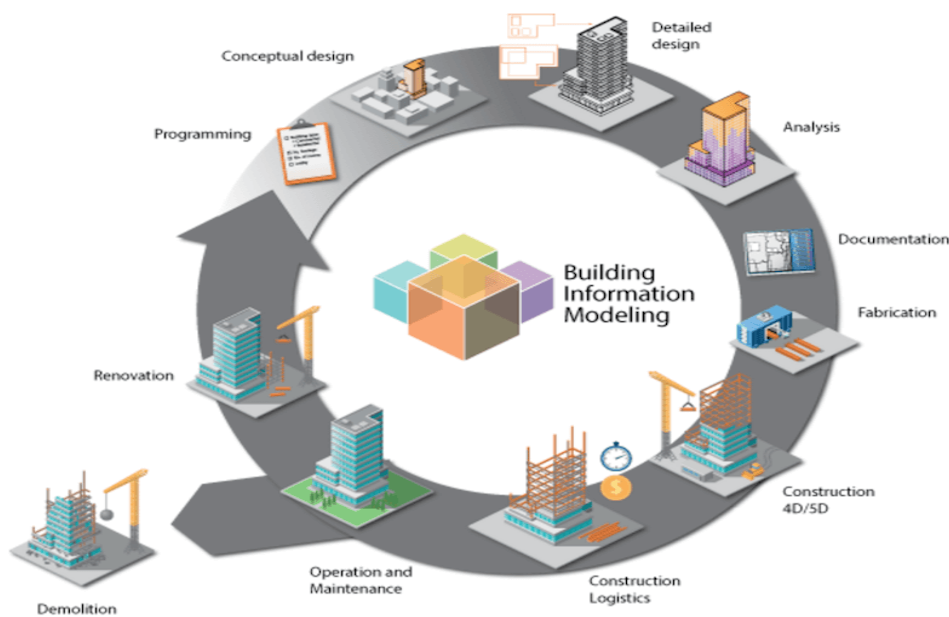 Conceptual design
Detailed
design
Programming
Analysis
Documentation
Building
Information
Modeling
Fabrication
Renovation
Construction
4D/5D
Operation and
Maintenance
Construction
Logistics
Demolition
$